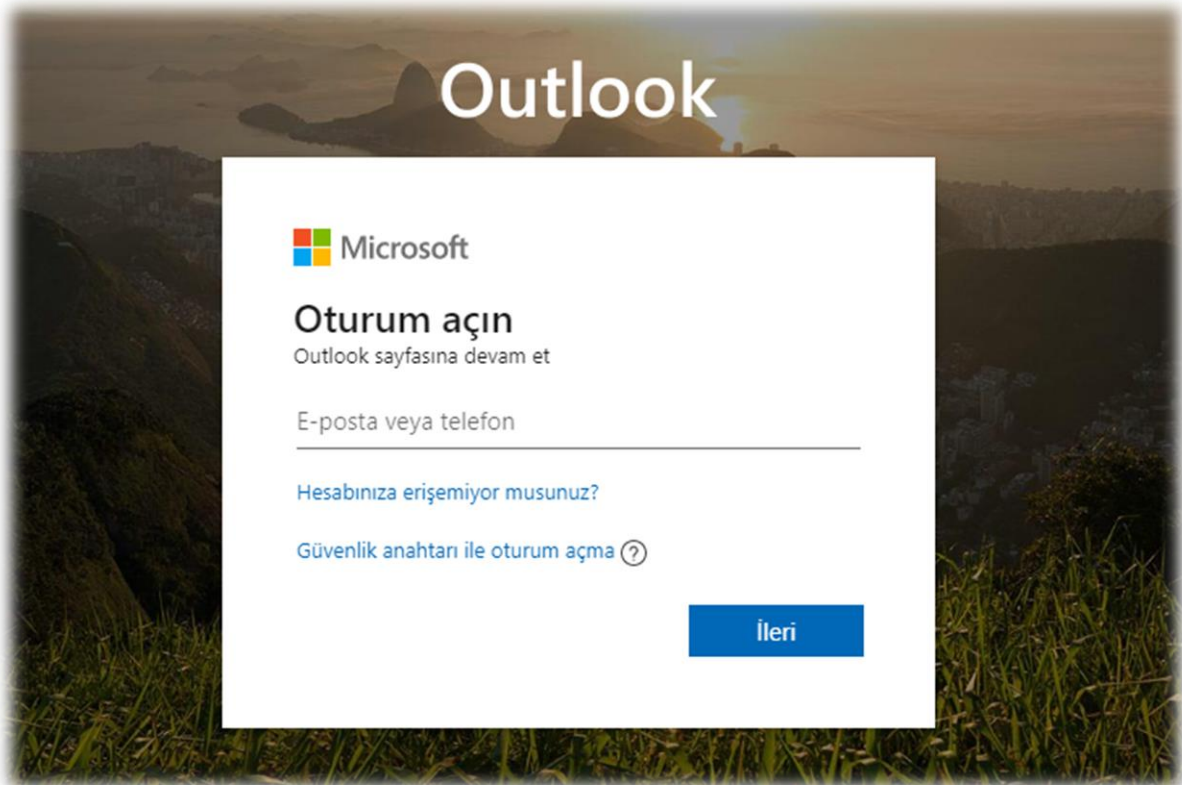 Outlook
Microsoft
Oturum açın
Outlook sayfasına devam et
E-posta veya telefon
Hesabınıza erişemiyor musunuz?
Güvenlik anahtarı ile oturum açma ?
İleri